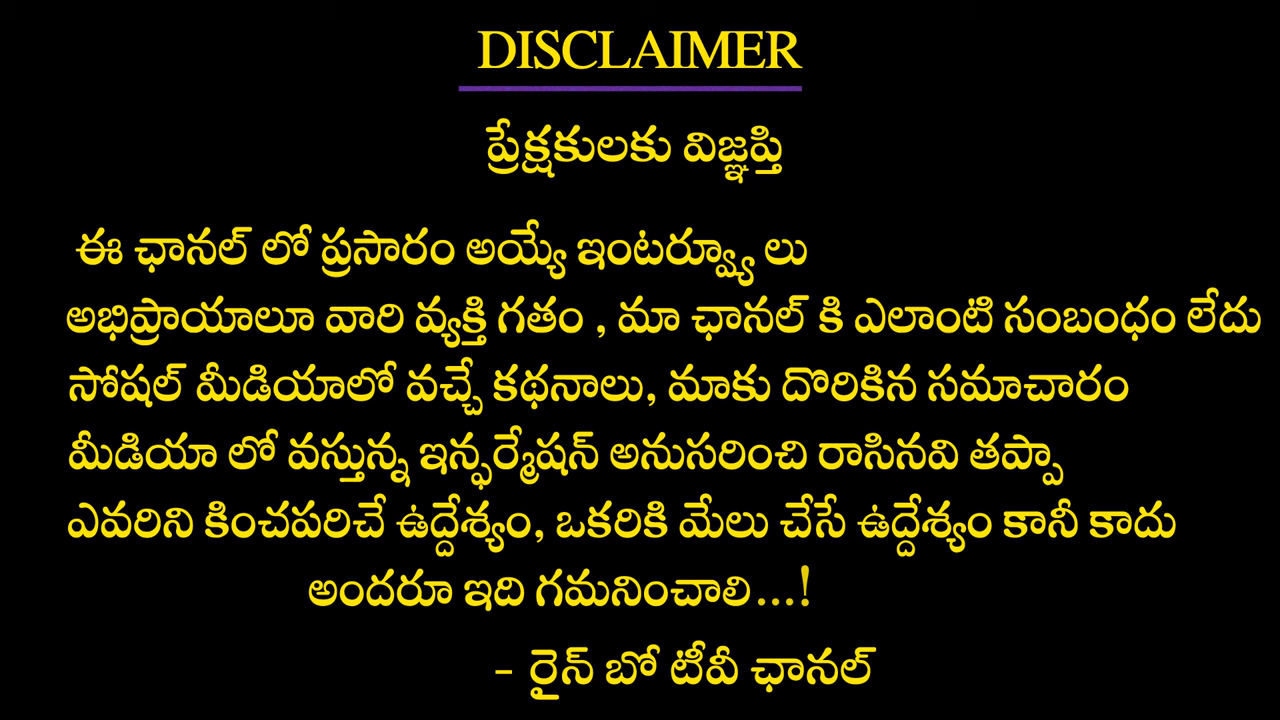 DISCLAIMER
ప్రేక్షకులకు విజ్ఞప్తి
ఈ ఛానల్ లో ప్రసారం అయ్యే ఇంటర్వ్యూ లు
అభిప్రాయాలూ వారి వ్యక్తి గతం , మా ఛానల్ కి ఎలాంటి సంబంధం లేదు
సోషల్ మీడియాలో వచ్చే కథనాలు, మాకు దొరికిన సమాచారం
మీడియా లో వస్తున్న ఇన్ఫర్మేషన్ అనుసరించి రాసినవి తప్పా
ఎవరిని కించపరిచే ఉద్దేశ్యం, ఒకరికి మేలు చేసే ఉద్దేశ్యం కానీ కాదు
అందరూ ఇది గమనించాలి...!
- రైన్ బో టీవీ ఛానల్